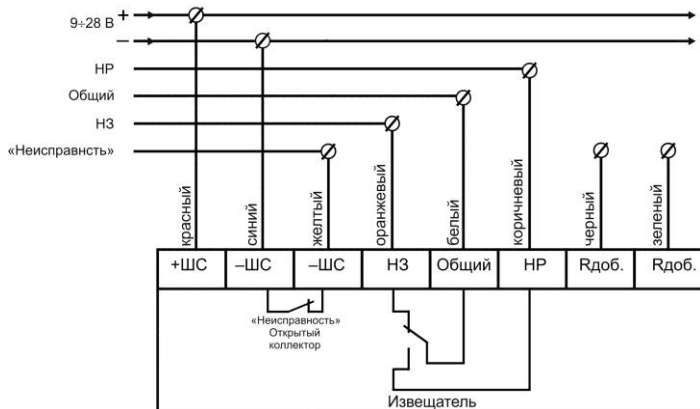 +
9÷28 В
–
НР
Общий
НЗ
«Неисправнсть»
красный
синий
желтый
оранжевый
белый
коричневый
черный
зеленый
+ШС –ШС –ШС НЗ Общий НР Rдоб. Rдоб.
«Неисправность»
Открытый
коллектор
Извещатель